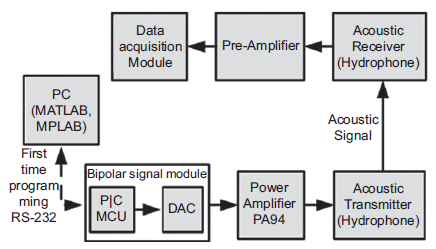 Data
acquisition
Module
Pre-Amplifier
Acoustic
Receiver
(Hydrophone)
PC
(MATLAB,
MPLAB)
Acoustic
Signal
First
time
program
ming
RS-232
Bipolar signal module
P|C
MCU
DAC
Power
Amplifier
PA94
Acoustic
Transmitter
(Hydrophone)